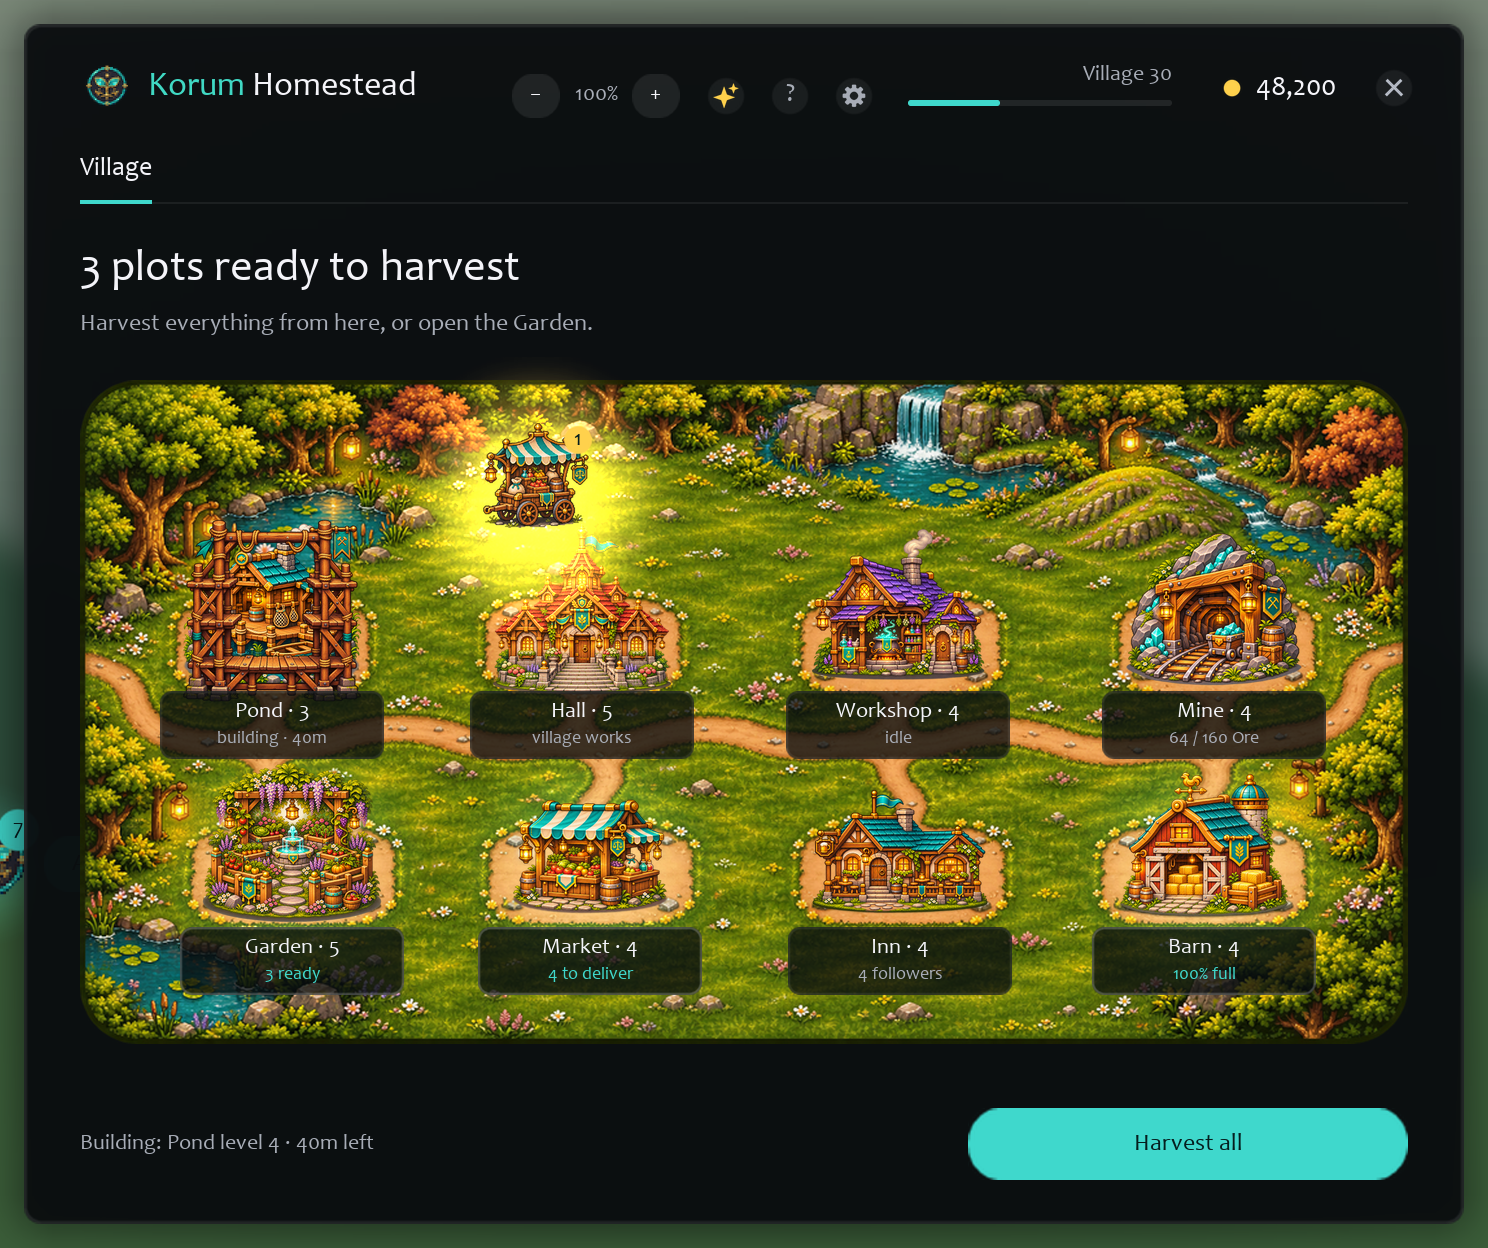 Korum Homestead
− 100% + ?
Village 30
48,200
Village
3 plots ready to harvest
Harvest everything from here, or open the Garden.
1
Pond · 3
building · 40m
Hall · 5
village works
Workshop · 4
idle
Mine · 4
64 / 160 Ore
7
Garden · 5
3 ready
Market · 4
4 to deliver
Inn · 4
4 followers
Barn · 4
100% full
Building: Pond level 4 · 40m left
Harvest all